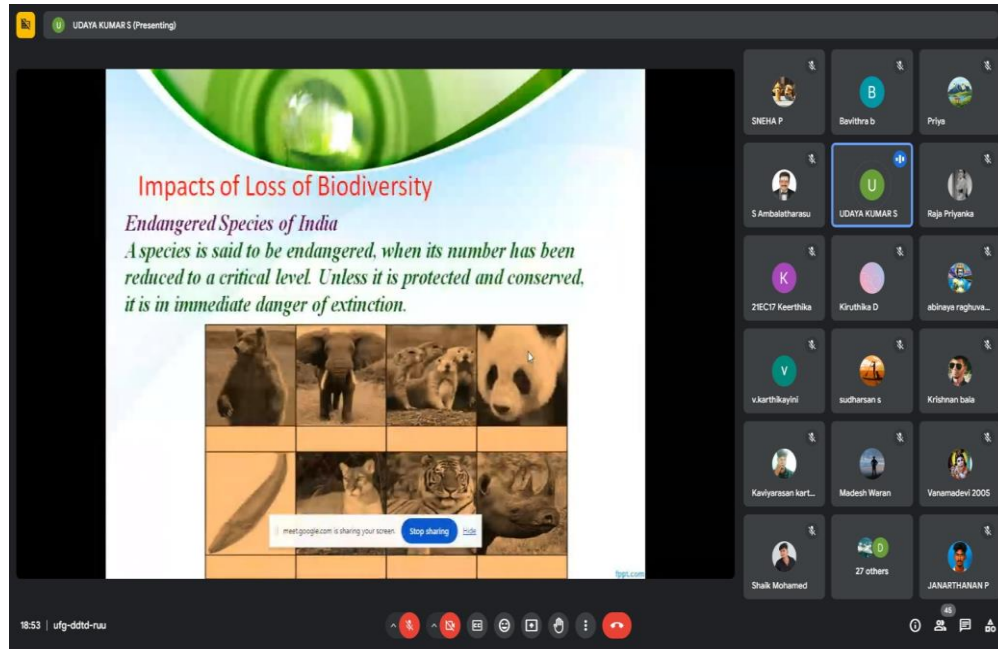 U
UDAYA KUMAR S (Presenting)
Impacts of Loss of Biodiversity
Endangered Species of India
A species is said to be endangered, when its number has been
reduced to a critical level. Unless it is protected and conserved,
it is in immediate danger of extinction.
meet.google.com is sharing your screen.
Stop sharing
Hide
fppt.com
SNEHA P
B
Bavithra b
Priya
S Ambalatharasu
U
UDAYA KUMAR S
Raja Priyanka
K
21EC17 Keerthika
Kiruthika D
abinaya raghuva...
V
v.karthikayini
sudharsan s
Krishnan bala
Kaviyarasan kart...
Madesh Waran
Vanamadevi 2005
Shaik Mohamed
D
27 others
JANARTHANAN P
18:53 | ufg-ddtd-ruu
CC
45